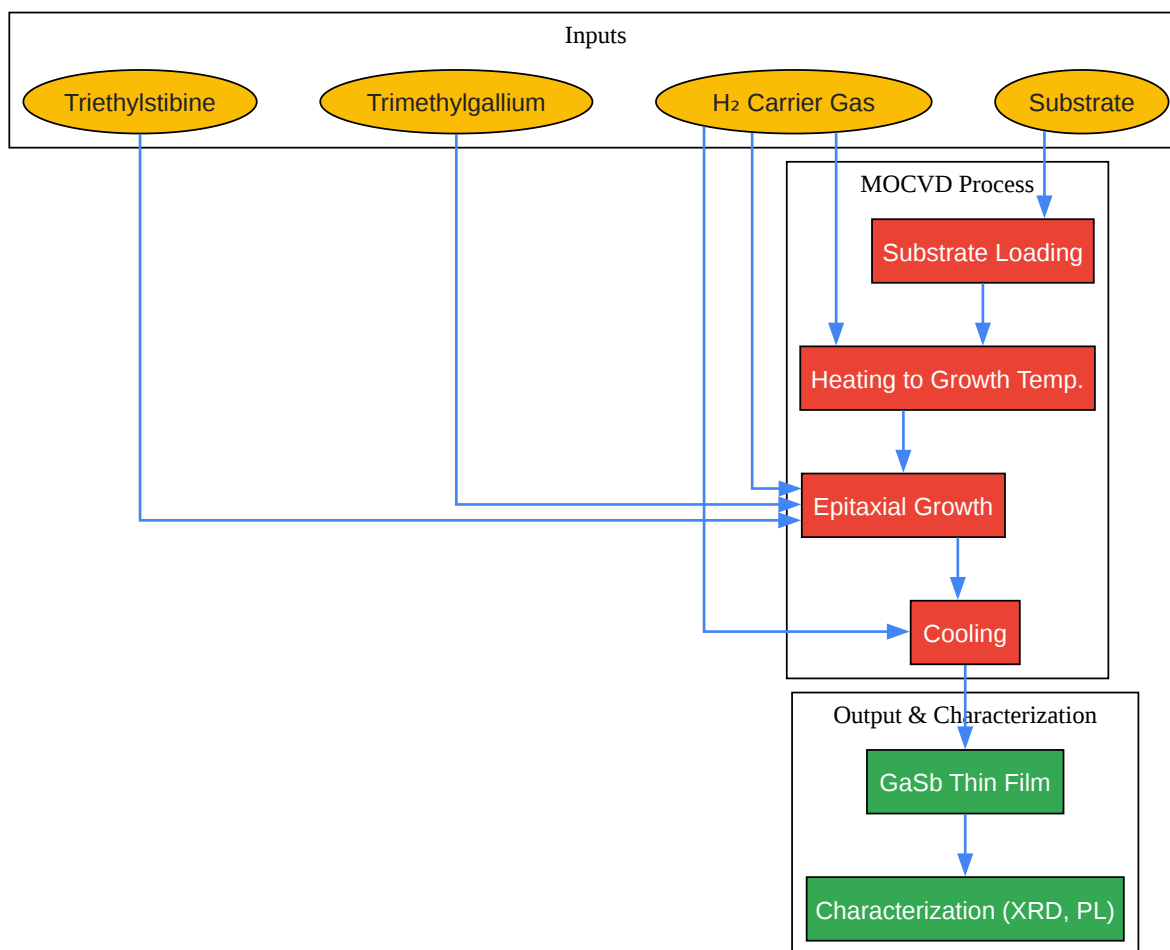 Inputs
Triethylstibine
Trimethylgallium
H₂ Carrier Gas
Substrate
MOCVD Process
Substrate Loading
Heating to Growth Temp.
Epitaxial Growth
Cooling
Output & Characterization
GaSb Thin Film
Characterization (XRD, PL)